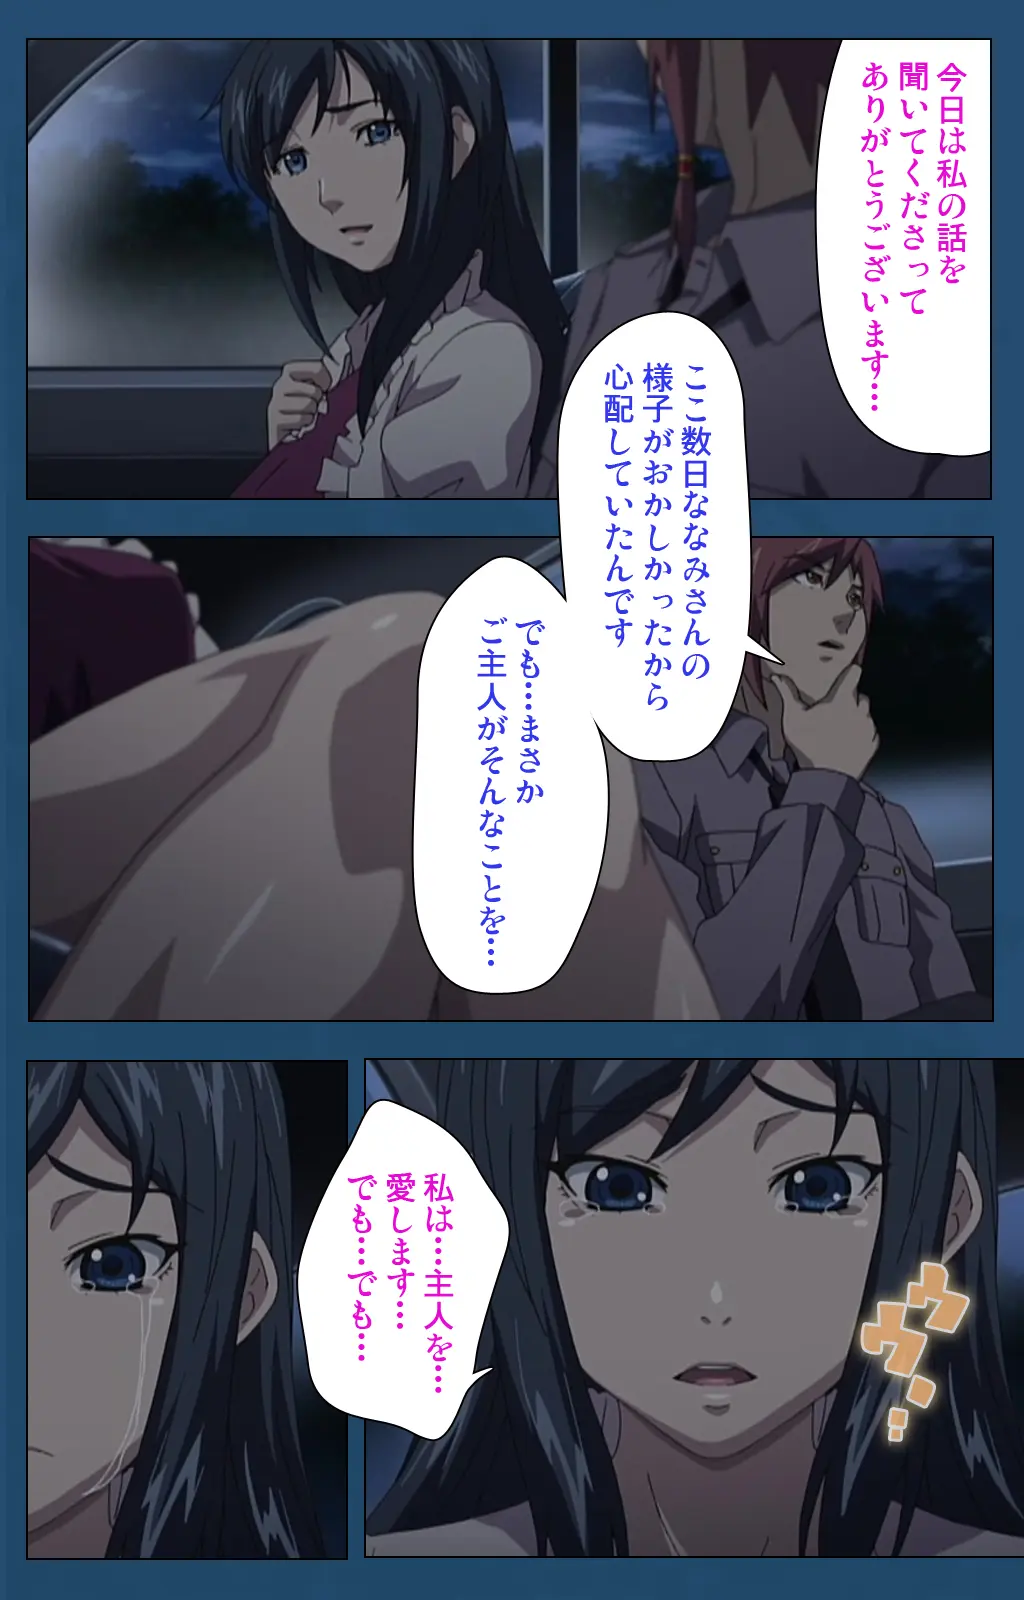 今日は私の話を
聞いてくださって
ありがとうございます…
ここ数日ななみさんの
様子がおかしかったから
心配していたんです
でも…まさか
ご主人がそんなことを…
ウウ…
私は…主人を…
愛します…
でも…でも…